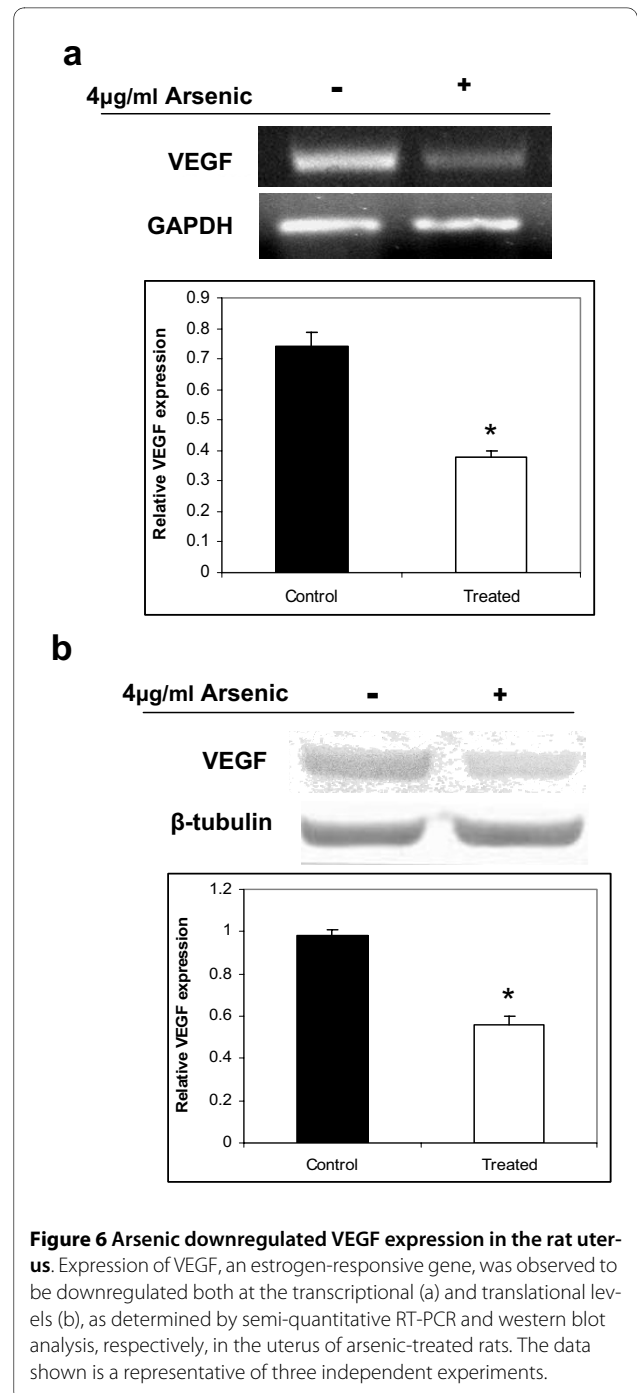 a
4µg/ml Arsenic - +
VEGF
GAPDH
0.9
0.8
0.7
0.6
0.5
0.4
0.3
0.2
0.1
0
Relative VEGF expression
*
Control Treated
b
4µg/ml Arsenic - +
VEGF
β-tubulin
1.2
1
0.8
0.6
0.4
0.2
0
Relative VEGF expression
*
Control Treated
Figure 6 Arsenic downregulated VEGF expression in the rat uter-
us. Expression of VEGF, an estrogen-responsive gene, was observed to
be downregulated both at the transcriptional (a) and translational lev-
els (b), as determined by semi-quantitative RT-PCR and western blot
analysis, respectively, in the uterus of arsenic-treated rats. The data
shown is a representative of three independent experiments.